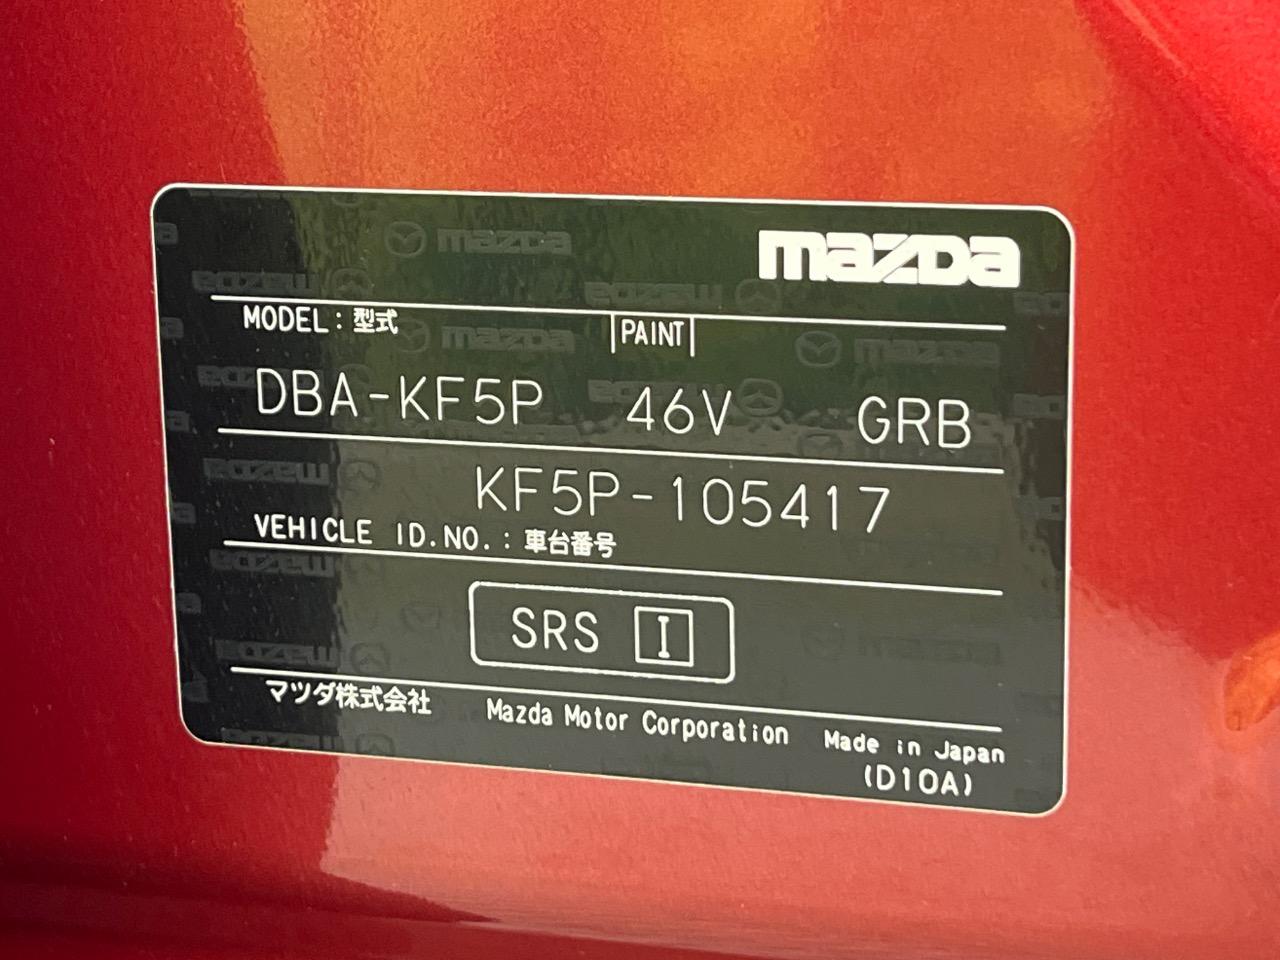 mazda
MODEL : 型式 PAINT
DBA-KF5P 46V GRB
KF5P-105417
VEHICLE ID.NO. : 車台番号
SRS I
マツダ株式会社 Mazda Motor Corporation Made in Japan
(D10A)